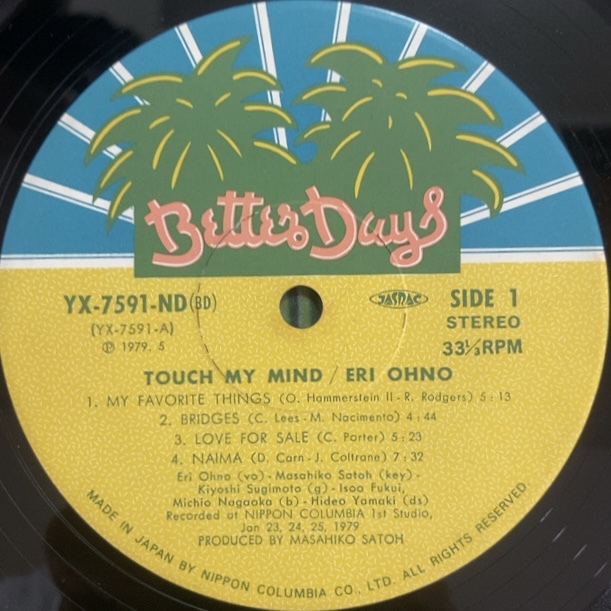 Better Days
YX-7591-ND(BD)
(YX-7591-A)
Ⓟ 1979. 5
JASRAC
SIDE 1
STEREO
33⅓RPM
TOUCH MY MIND / ERI OHNO
1. MY FAVORITE THINGS (O. Hammerstein II - R. Rodgers) 5:13
2. BRIDGES (C. Lees - M. Nacimento) 4:44
3. LOVE FOR SALE (C. Porter) 5:23
4. NAIMA (D. Carn - J. Coltrane) 7:32
Eri Ohno (vo) - Masahiko Satoh (key) -
Kiyoshi Sugimoto (g) - Isao Fukui,
Michio Nagaoka (b) - Hideo Yamaki (ds)
Recorded at NIPPON COLUMBIA 1st Studio,
Jan 23, 24, 25, 1979
PRODUCED BY MASAHIKO SATOH
MADE IN JAPAN BY NIPPON COLUMBIA CO., LTD. ALL RIGHTS RESERVED